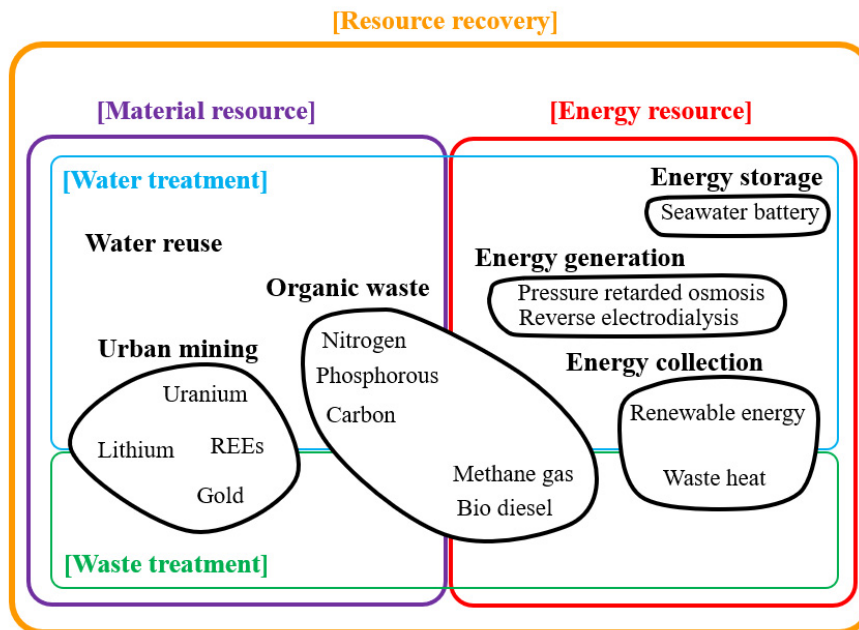 [Resource recovery]
[Material resource]
[Energy resource]
[Water treatment]
Energy storage
Seawater battery
Water reuse
Energy generation
Pressure retarded osmosis
Reverse electrodialysis
Organic waste
Nitrogen
Phosphorous
Carbon
Methane gas
Bio diesel
Urban mining
Uranium
Lithium
REEs
Gold
Energy collection
Renewable energy
Waste heat
[Waste treatment]